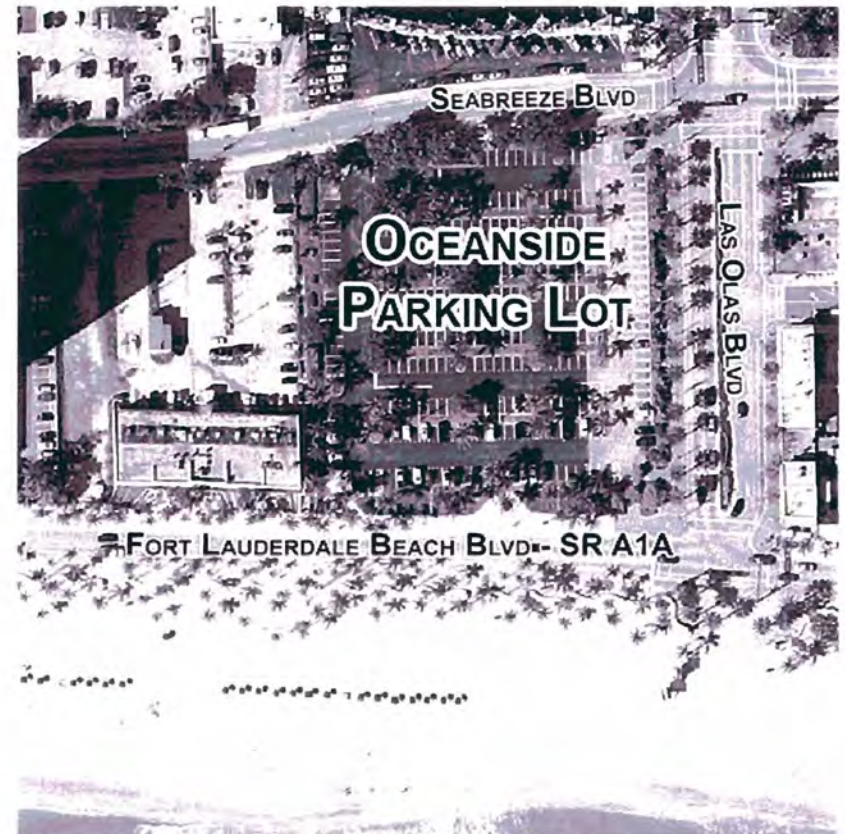 SEABREEZE BLVD
OCEANSIDE
PARKING LOT
LAS OLAS BLVD
FORT LAUDERDALE BEACH BLVD - SR A1A